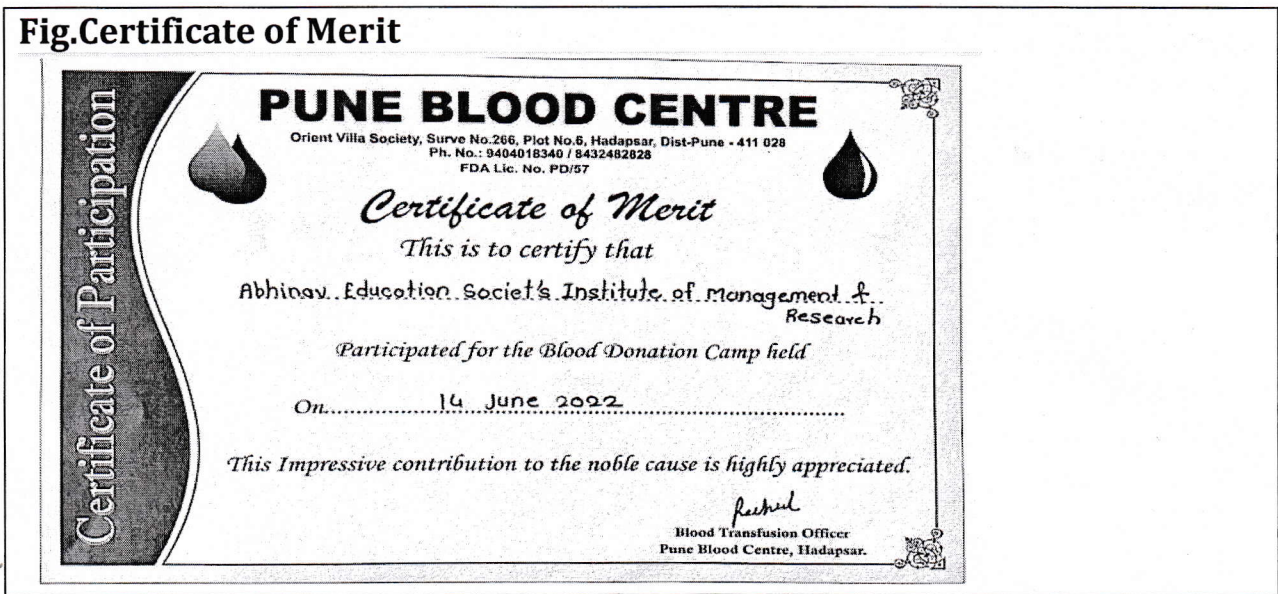 Fig.Certificate of Merit
Certificate of Participation
PUNE BLOOD CENTRE
Orient Villa Society, Surve No.266, Plot No.6, Hadapsar, Dist-Pune - 411 028
Ph. No.: 9404018340 / 8432482828
FDA Lic. No. PD/57
Certificate of Merit
This is to certify that
Abhinav Education Societ's Institute of Management &
Research
Participated for the Blood Donation Camp held
On 14 June 2022
This Impressive contribution to the noble cause is highly appreciated.
Blood Transfusion Officer
Pune Blood Centre, Hadapsar.